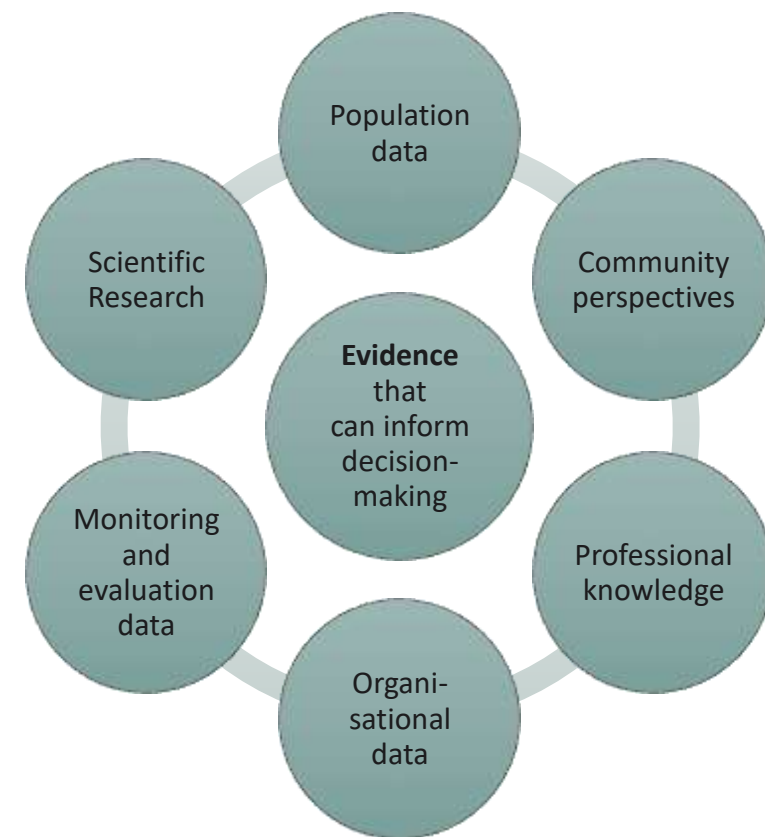 Population
data
Community
perspectives
Professional
knowledge
Organi-
sational
data
Monitoring
and
evaluation
data
Scientific
Research
Evidence
that
can inform
decision-
making